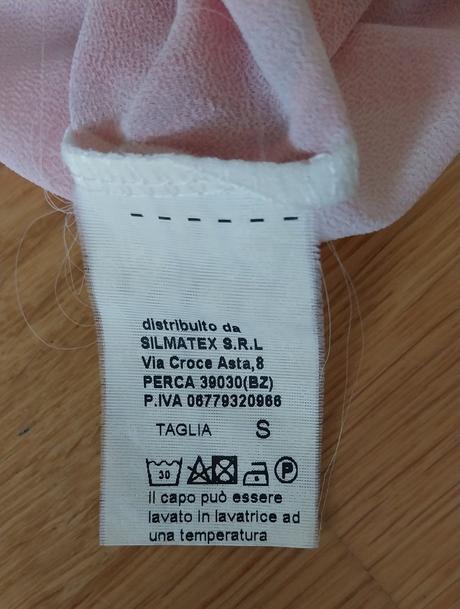 distribuito da
SILMATEX S.R.L
Via Croce Asta,8
PERCA 39030(BZ)
P.IVA 06779320966
TAGLIA S
30 P
il capo può essere
lavato in lavatrice ad
una temperatura